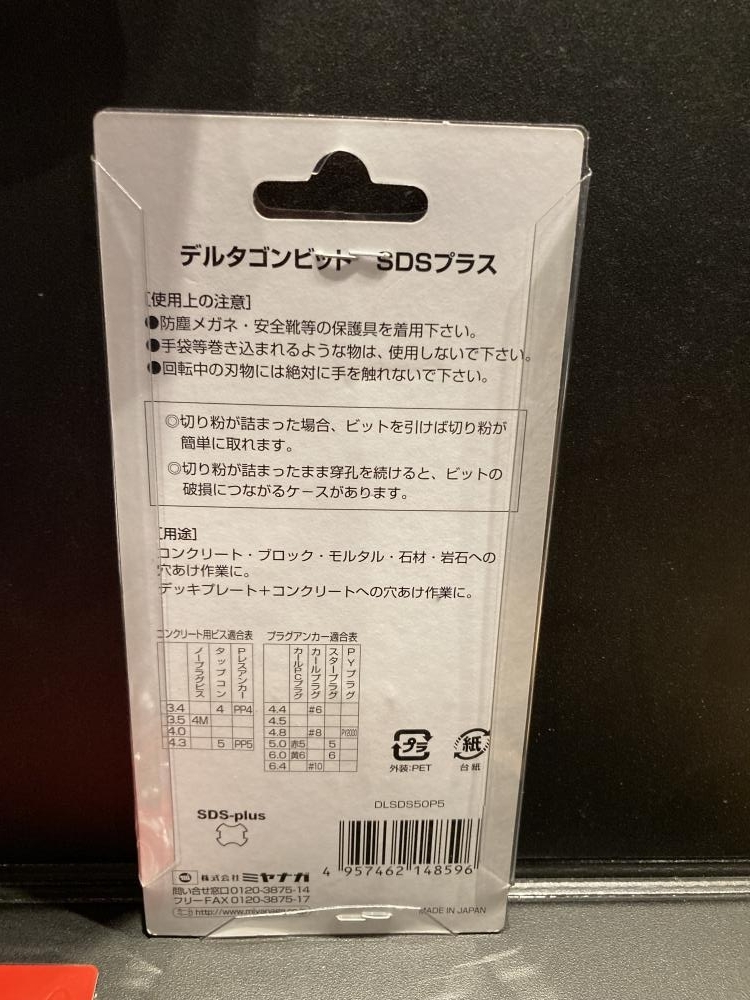 デルタゴンビット SDSプラス
[使用上の注意]
●防塵メガネ・安全靴等の保護具を着用下さい。
●手袋等巻き込まれるような物は、使用しないで下さい。
●回転中の刃物には絶対に手を触れないで下さい。
◎切り粉が詰まった場合、ビットを引けば切り粉が
簡単に取れます。
◎切り粉が詰まったまま穿孔を続けると、ビットの
破損につながるケースがあります。
[用途]
コンクリート・ブロック・モルタル・石材・岩石への
穴あけ作業に。
デッキプレート+コンクリートへの穴あけ作業に。
コンクリート用ビス適合表
ノープラグビス タップコン Pレスアンカー
3.4 4 PP4
3.5 4M
4.0
4.3 5 PP5
プラグアンカー適合表
カールPCプラグ カールプラグ スタープラグ PYプラグ
4.4 #6
4.5
4.8 #8 PY2030
5.0 赤5 5
6.0 黄6 6
6.4 #10
プラ
外装:PET
紙
台紙
DLSDS50P5
4 957462 148596
SDS-plus
株式会社 ミヤナガ
問い合せ窓口0120-3875-14
フリーFAX 0120-3875-17
MADE IN JAPAN